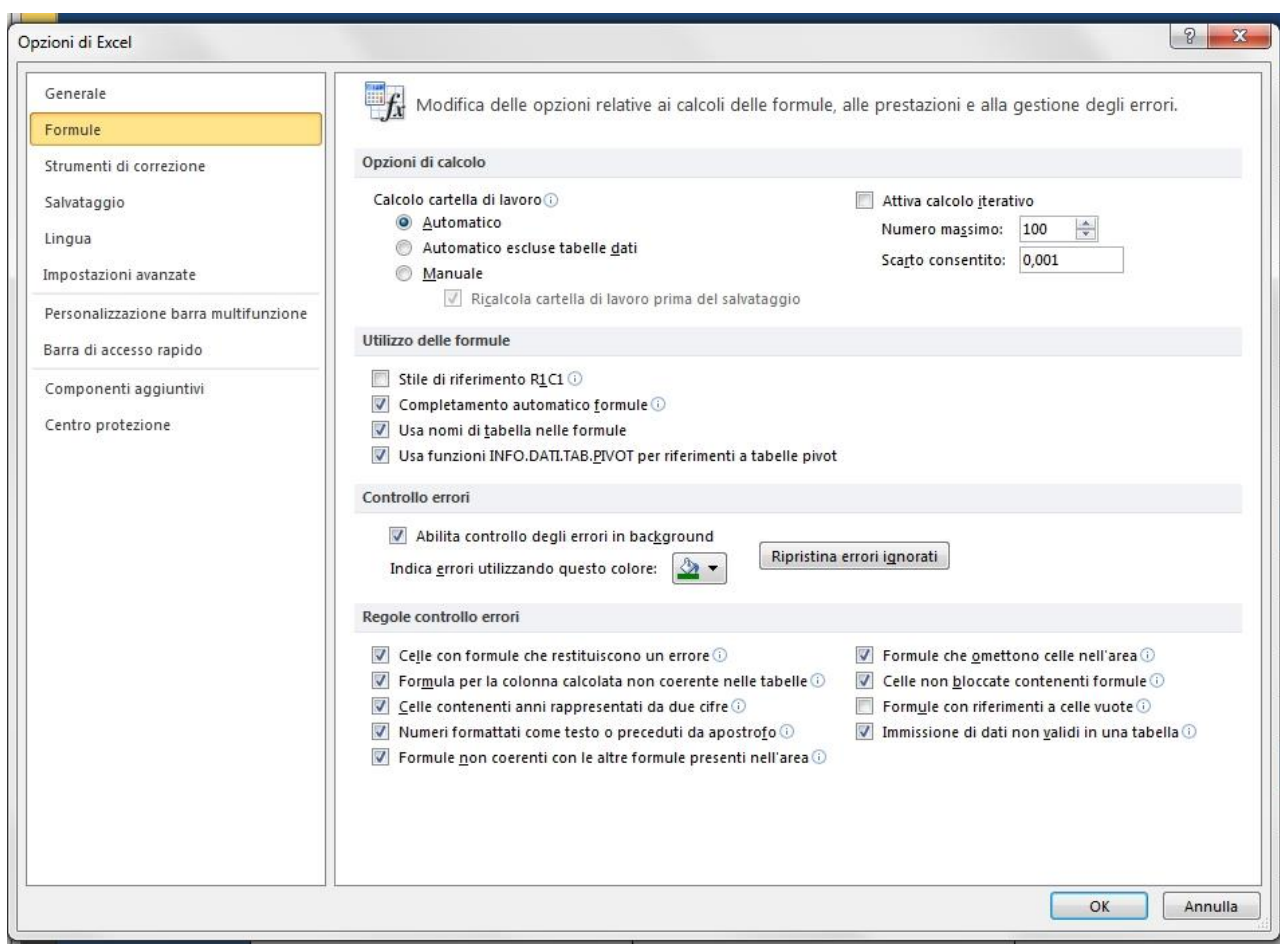 Opzioni di Excel
Generale
Formule
Strumenti di correzione
Salvataggio
Lingua
Impostazioni avanzate
Personalizzazione barra multifunzione
Barra di accesso rapido
Componenti aggiuntivi
Centro protezione
Modifica delle opzioni relative ai calcoli delle formule, alle prestazioni e alla gestione degli errori.
Opzioni di calcolo
Calcolo cartella di lavoro
Automatico
Automatico escluse tabelle dati
Manuale
Ricalcola cartella di lavoro prima del salvataggio
Attiva calcolo iterativo
Numero massimo: 100
Scarto consentito: 0,001
Utilizzo delle formule
Stile di riferimento R1C1
Completamento automatico formule
Usa nomi di tabella nelle formule
Usa funzioni INFO.DATI.TAB.PIVOT per riferimenti a tabelle pivot
Controllo errori
Abilita controllo degli errori in background
Indica errori utilizzando questo colore:
Ripristina errori ignorati
Regole controllo errori
Celle con formule che restituiscono un errore
Formula per la colonna calcolata non coerente nelle tabelle
Celle contenenti anni rappresentati da due cifre
Numeri formattati come testo o preceduti da apostrofo
Formule non coerenti con le altre formule presenti nell'area
Formule che omettono celle nell'area
Celle non bloccate contenenti formule
Formule con riferimenti a celle vuote
Immissione di dati non validi in una tabella
OK
Annulla